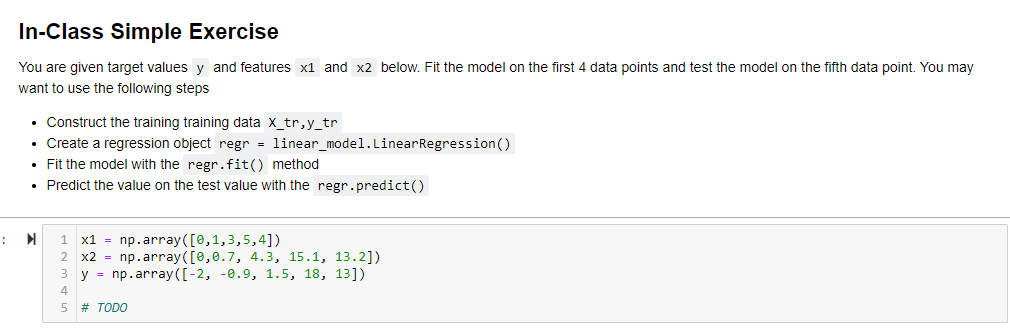 In-Class Simple Exercise
You are given target values y and features x1 and x2 below. Fit the model on the first 4 data points and test the model on the fifth data point. You may
want to use the following steps
• Construct the training training data X_tr,y_tr
• Create a regression object regr = linear_model.LinearRegression()
• Fit the model with the regr.fit() method
• Predict the value on the test value with the regr.predict()
:
1 x1 = np.array([0,1,3,5,4])
2 x2 = np.array([0,0.7, 4.3, 15.1, 13.2])
3 y = np.array([-2, -0.9, 1.5, 18, 13])
4
5 # TODO